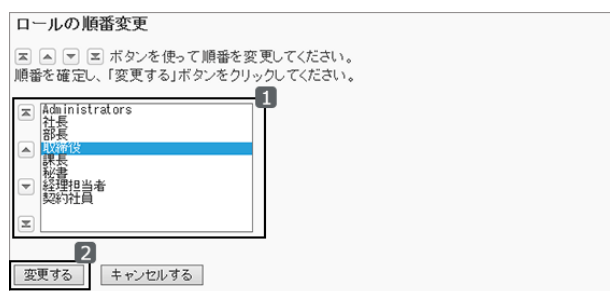 ロールの順番変更
ボタンを使って順番を変更してください。
順番を確定し、「変更する」ボタンをクリックしてください。
1
Administrators
社長
部長
取締役
課長
秘書
経理担当者
契約社員
2
変更する
キャンセルする